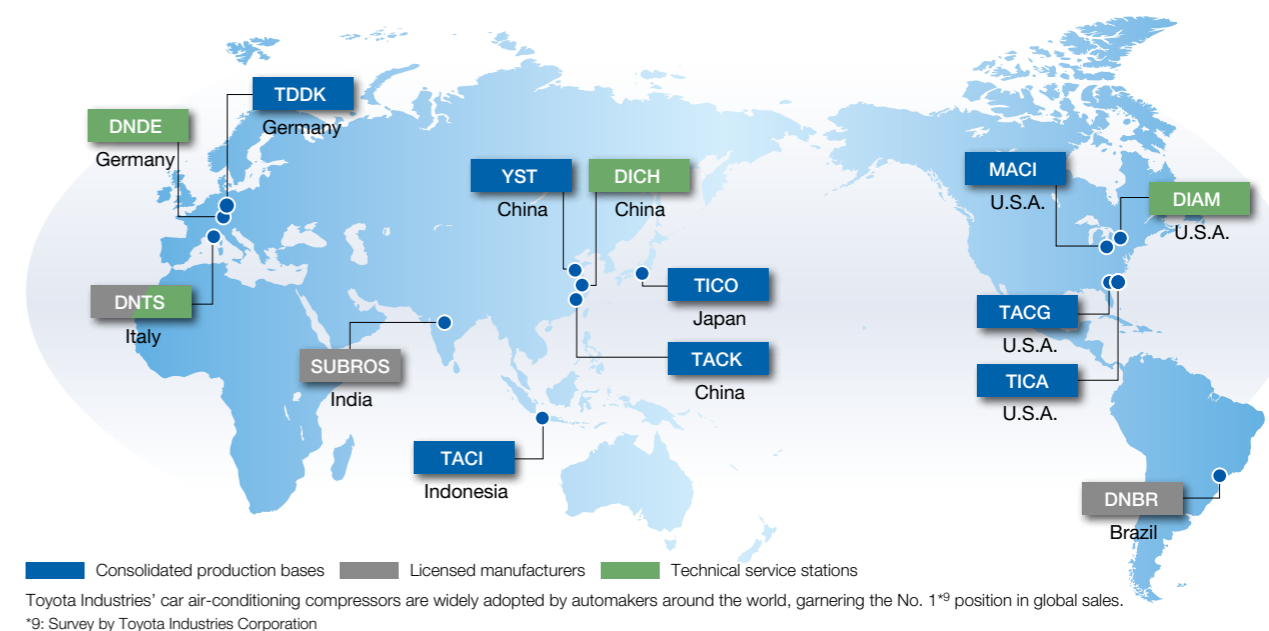 TDDK
Germany
DNDE
Germany
YST
China
DICH
China
MACI
U.S.A.
DIAM
U.S.A.
DNTS
Italy
TICO
Japan
TACG
U.S.A.
SUBROS
India
TACK
China
TICA
U.S.A.
TACI
Indonesia
DNBR
Brazil
Consolidated production bases
Licensed manufacturers
Technical service stations
Toyota Industries' car air-conditioning compressors are widely adopted by automakers around the world, garnering the No. 1*9 position in global sales.
*9: Survey by Toyota Industries Corporation